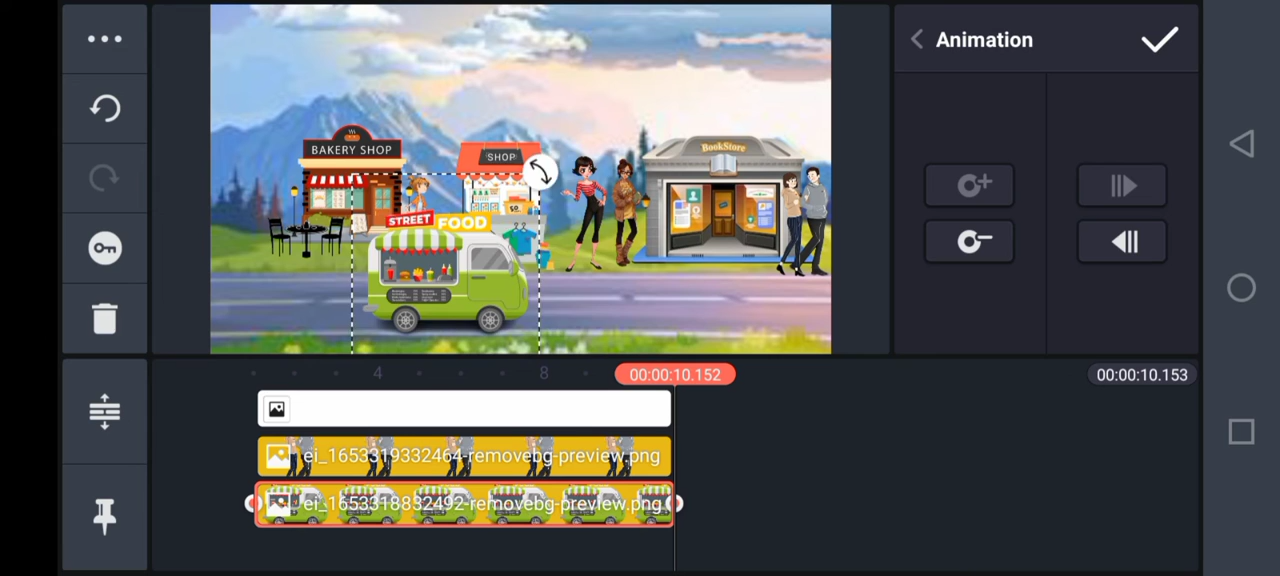 Animation
BAKERY SHOP
SHOP
BookStore
STREET FOOD
4
8
00:00:10.152
00:00:10.153
ei_1653319332464-removebg-preview.png
ei_1653318832492-removebg-preview.png